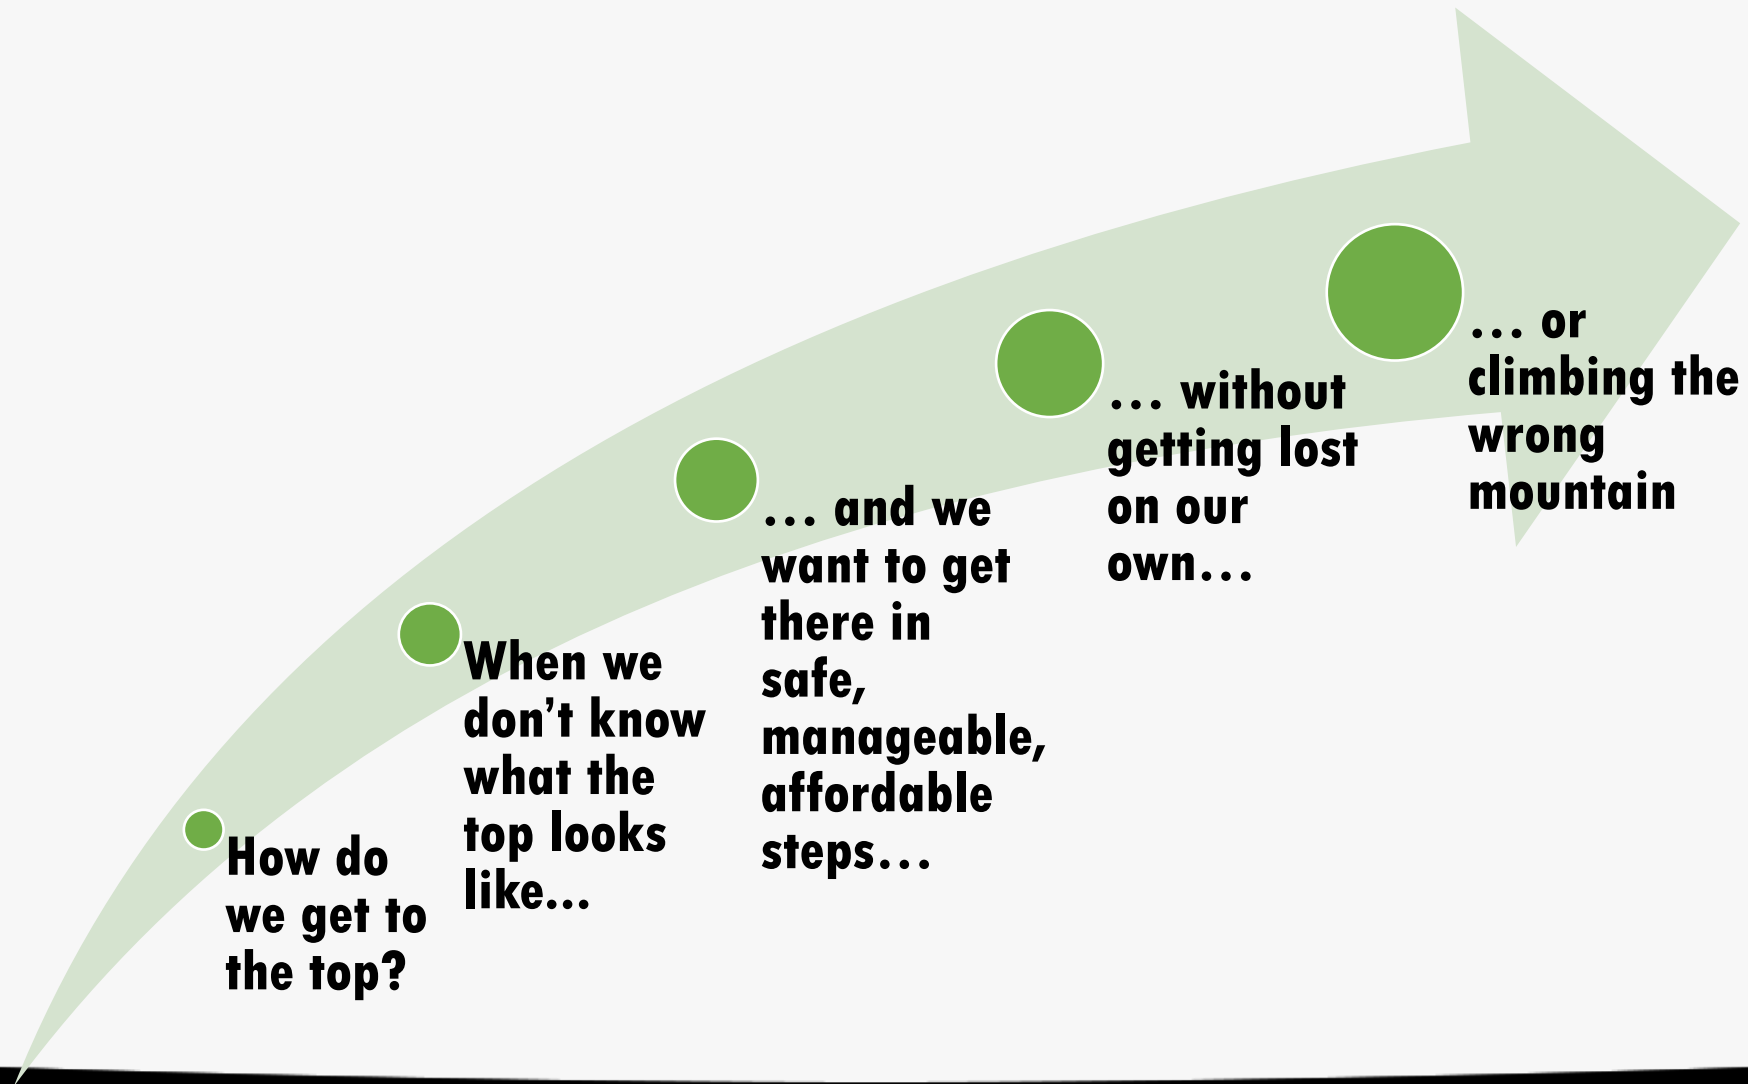 How do
we get to
the top?
When we
don’t know
what the
top looks
like...
… and we
want to get
there in
safe,
manageable,
affordable
steps…
… without
getting lost
on our
own…
… or
climbing the
wrong
mountain